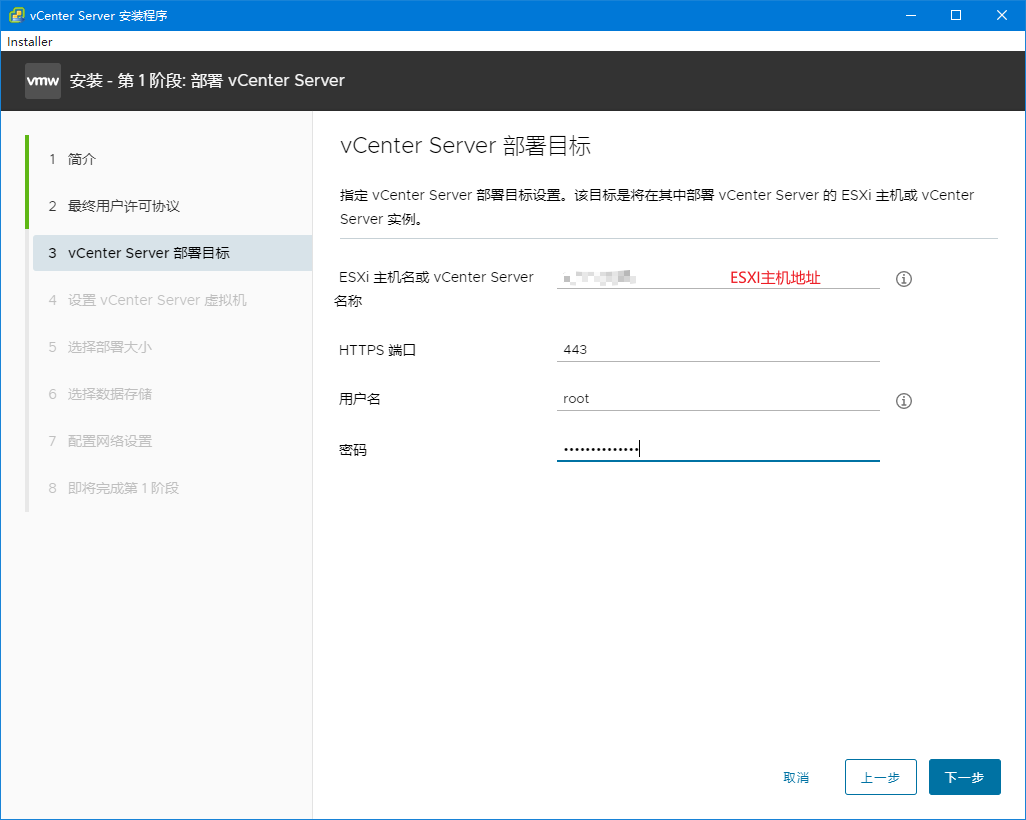 vCenter Server 安装程序
Installer
vmw 安装 - 第 1 阶段: 部署 vCenter Server
1 简介
2 最终用户许可协议
3 vCenter Server 部署目标
4 设置 vCenter Server 虚拟机
5 选择部署大小
6 选择数据存储
7 配置网络设置
8 即将完成第 1 阶段
vCenter Server 部署目标
指定 vCenter Server 部署目标设置。该目标是将在其中部署 vCenter Server 的 ESXi 主机或 vCenter
Server 实例。
ESXi 主机名或 vCenter Server
名称
ESXI主机地址
HTTPS 端口
443
用户名
root
密码
取消
上一步
下一步